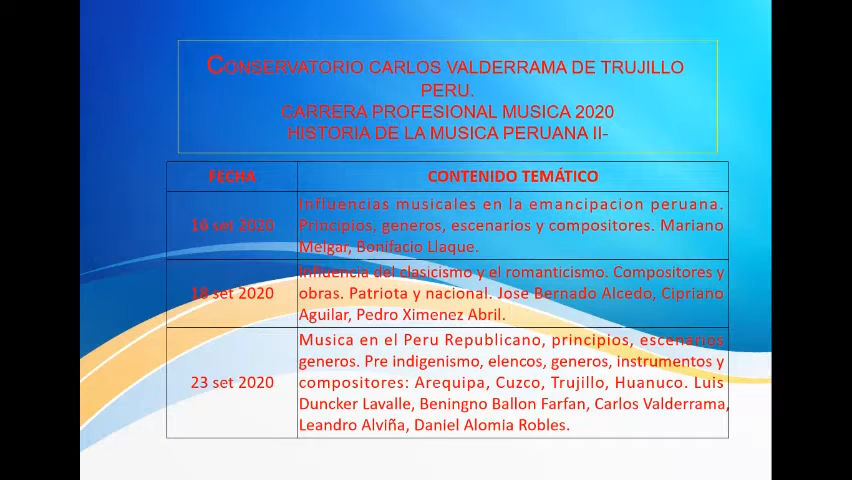 CONSERVATORIO CARLOS VALDERRAMA DE TRUJILLO
PERU.
CARRERA PROFESIONAL MUSICA 2020
HISTORIA DE LA MUSICA PERUANA II-
FECHA CONTENIDO TEMÁTICO
16 set 2020
Influencias musicales en la emancipacion peruana.
Principios, generos, escenarios y compositores. Mariano
Melgar, Bonifacio Llaque.
18 set 2020
Influencia del clasicismo y el romanticismo. Compositores y
obras. Patriota y nacional. Jose Bernado Alcedo, Cipriano
Aguilar, Pedro Ximenez Abril.
23 set 2020
Musica en el Peru Republicano, principios, escenarios
generos. Pre indigenismo, elencos, generos, instrumentos y
compositores: Arequipa, Cuzco, Trujillo, Huanuco. Luis
Duncker Lavalle, Beningno Ballon Farfan, Carlos Valderrama,
Leandro Alviña, Daniel Alomia Robles.